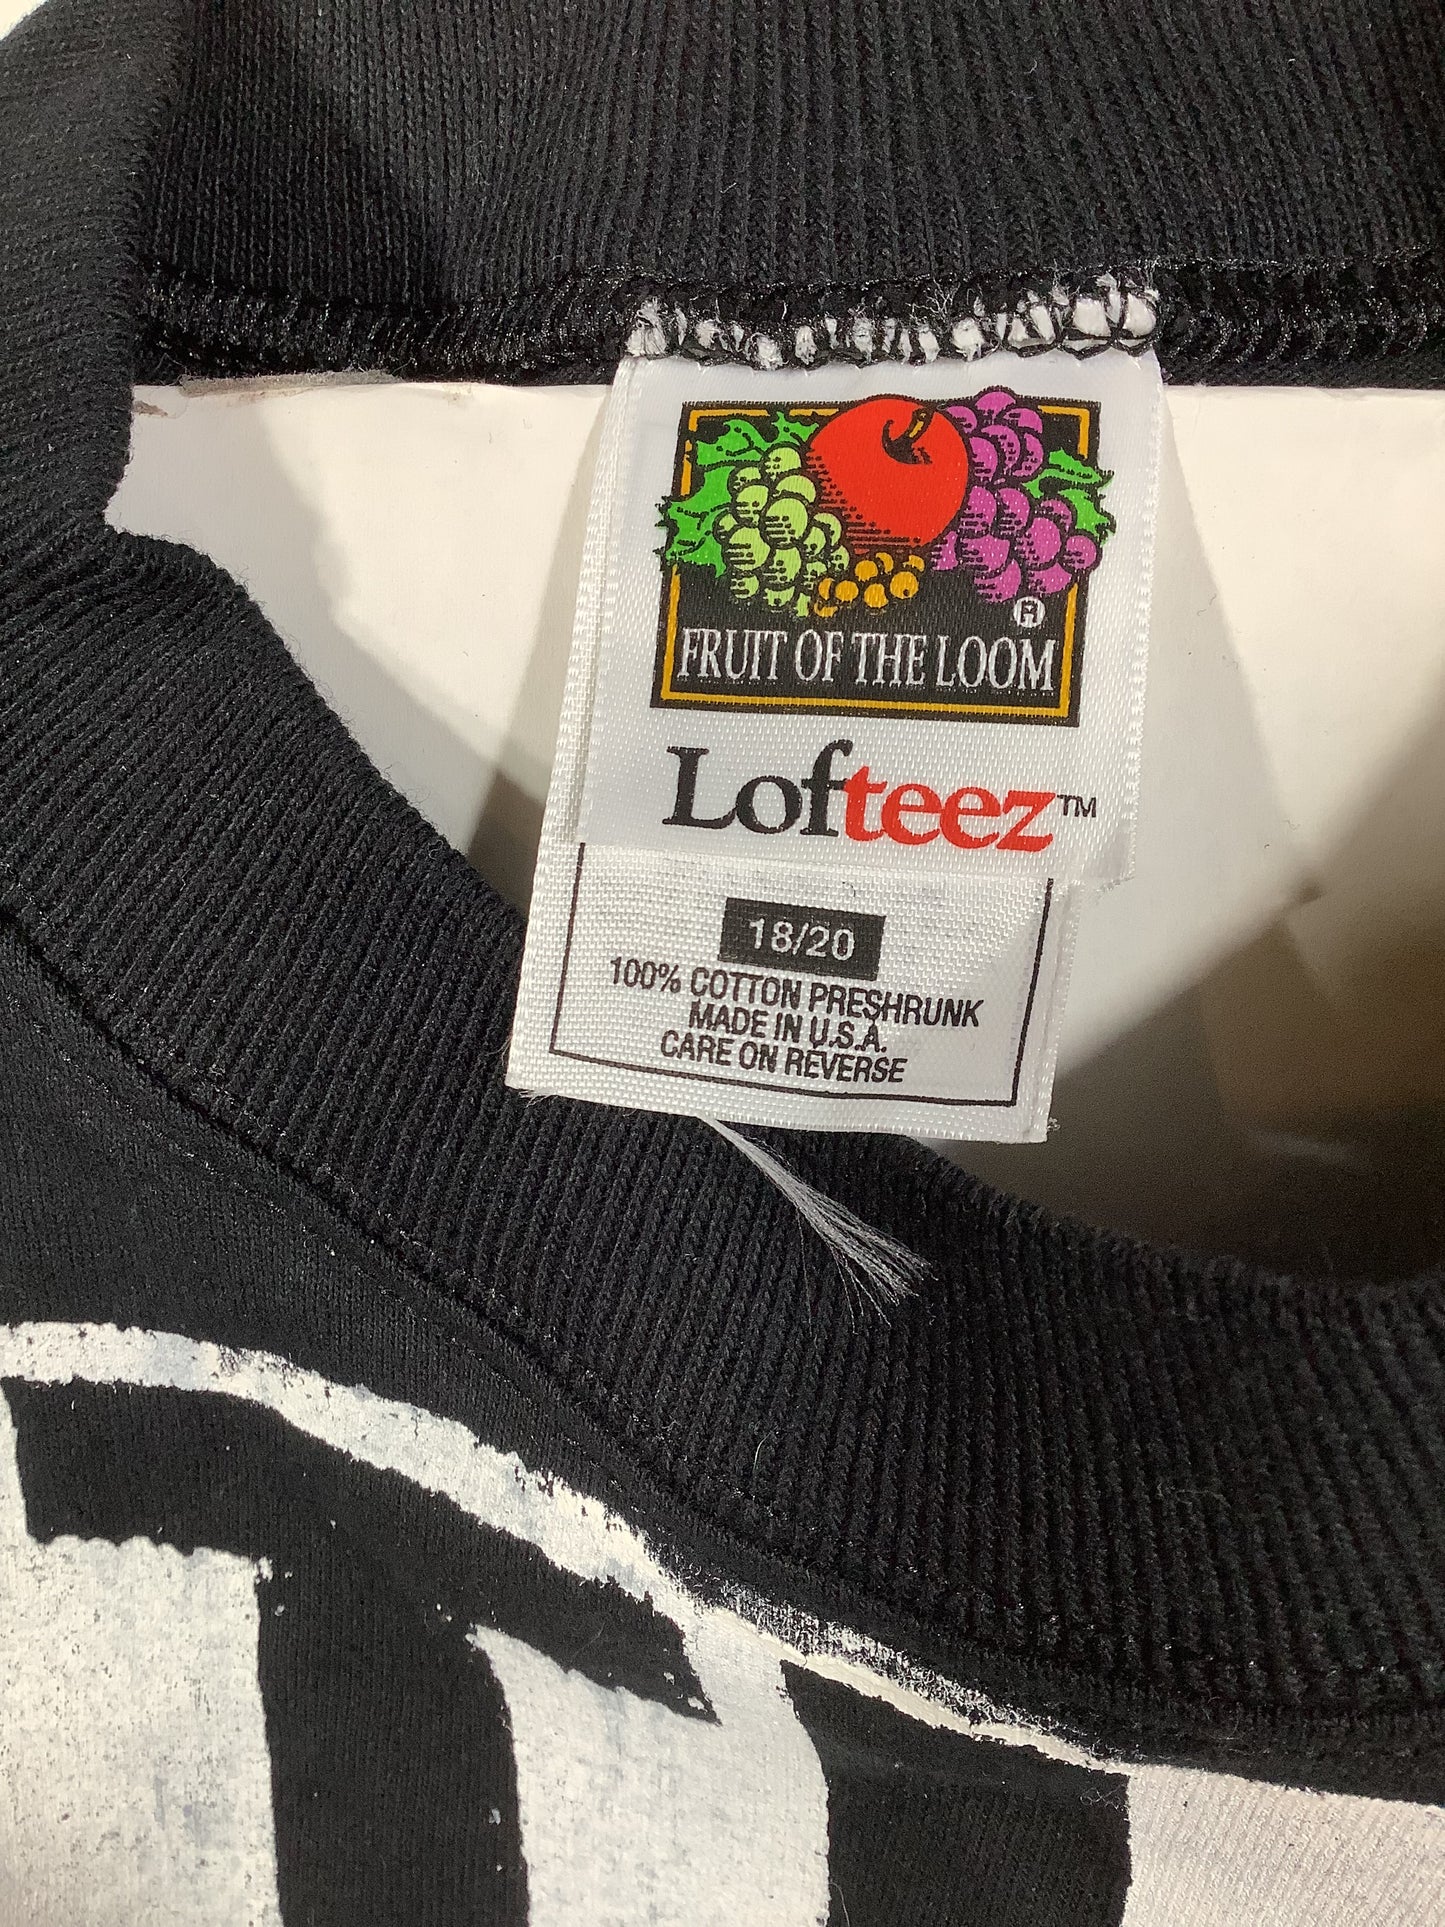 ®
FRUIT OF THE LOOM
Lofteez™
18/20
100% COTTON PRESHRUNK
MADE IN U.S.A.
CARE ON REVERSE